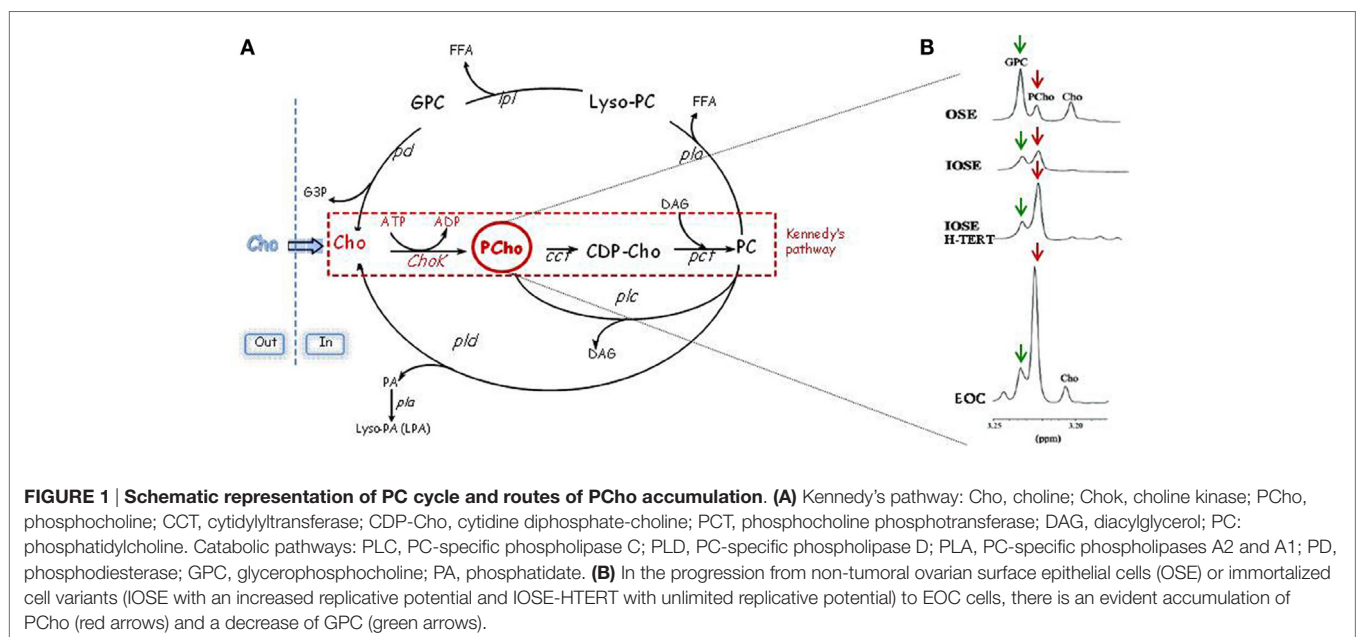 A
FFA
GPC
lpl
Lyso-PC
FFA
pd
pla
G3P
DAG
ATP
ADP
Cho
Cho
ChoK
PCho
cct
CDP-Cho
pct
PC
Kennedy's
pathway
plc
Out
In
pld
DAG
PA
pla
Lyso-PA (LPA)
B
GPC
PCho
Cho
OSE
IOSE
IOSE
H-TERT
Cho
EOC
3.25
3.20
(ppm)
FIGURE 1 | Schematic representation of PC cycle and routes of PCho accumulation. (A) Kennedy's pathway: Cho, choline; Chok, choline kinase; PCho,
phosphocholine; CCT, cytidylyltransferase; CDP-Cho, cytidine diphosphate-choline; PCT, phosphocholine phosphotransferase; DAG, diacylglycerol; PC:
phosphatidylcholine. Catabolic pathways: PLC, PC-specific phospholipase C; PLD, PC-specific phospholipase D; PLA, PC-specific phospholipases A2 and A1; PD,
phosphodiesterase; GPC, glycerophosphocholine; PA, phosphatidate. (B) In the progression from non-tumoral ovarian surface epithelial cells (OSE) or immortalized
cell variants (IOSE with an increased replicative potential and IOSE-HTERT with unlimited replicative potential) to EOC cells, there is an evident accumulation of
PCho (red arrows) and a decrease of GPC (green arrows).